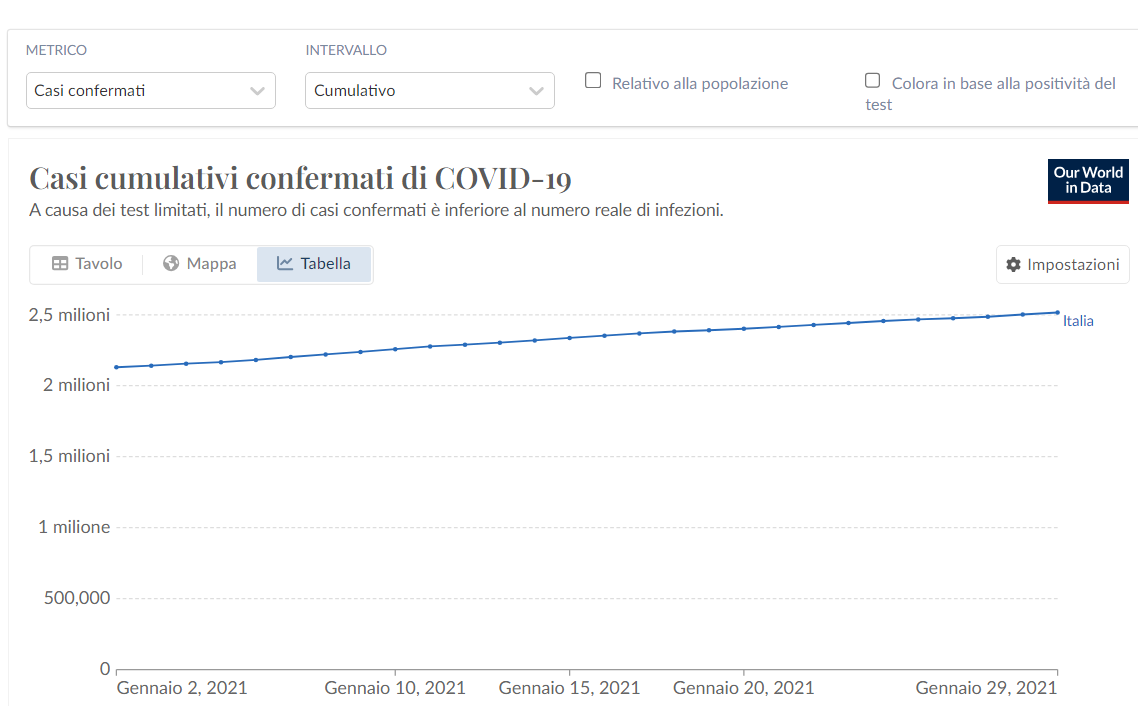 METRICO
INTERVALLO
Casi confermati
Cumulativo
Relativo alla popolazione
Colora in base alla positività del
test
Casi cumulativi confermati di COVID-19
Our World
in Data
A causa dei test limitati, il numero di casi confermati è inferiore al numero reale di infezioni.
Tavolo
Mappa
Tabella
Impostazioni
2,5 milioni
Italia
2 milioni
1,5 milioni
1 milione
500,000
0
Gennaio 2, 2021
Gennaio 10, 2021
Gennaio 15, 2021
Gennaio 20, 2021
Gennaio 29, 2021